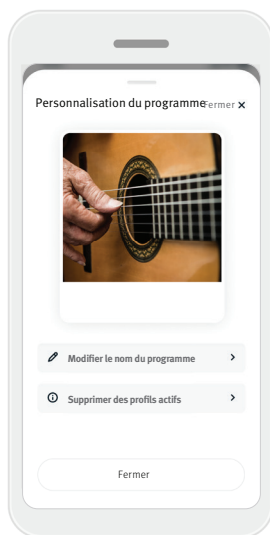 Personnalisation du programme Fermer ×
Modifier le nom du programme
Supprimer des profils actifs
Fermer